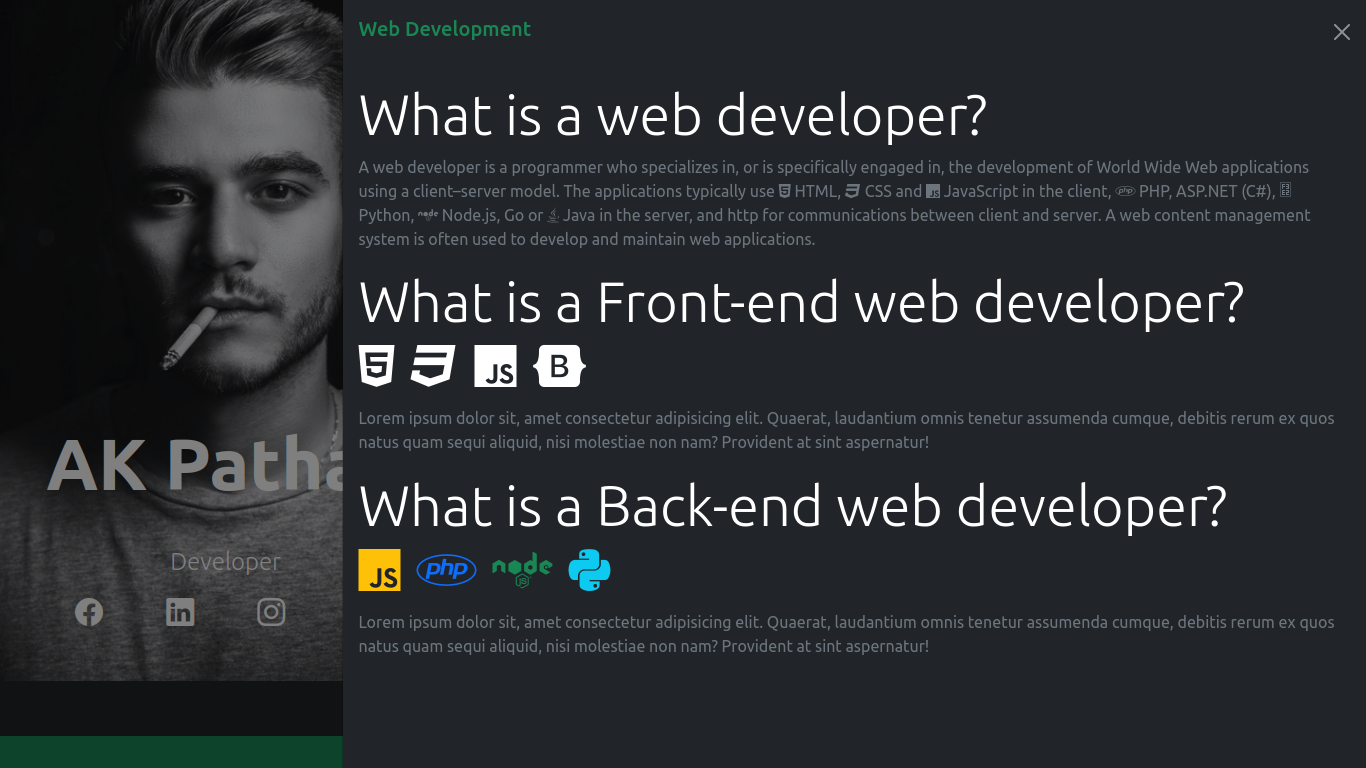 Web Development
What is a web developer?
A web developer is a programmer who specializes in, or is specifically engaged in, the development of World Wide Web applications
using a client–server model. The applications typically use HTML, CSS and JS JavaScript in the client, php PHP, ASP.NET (C#),
Python, node Node.js, Go or Java in the server, and http for communications between client and server. A web content management
system is often used to develop and maintain web applications.
What is a Front-end web developer?
5 JS B
Lorem ipsum dolor sit, amet consectetur adipisicing elit. Quaerat, laudantium omnis tenetur assumenda cumque, debitis rerum ex quos
natus quam sequi aliquid, nisi molestiae non nam? Provident at sint aspernatur!
What is a Back-end web developer?
JS php node JS
Lorem ipsum dolor sit, amet consectetur adipisicing elit. Quaerat, laudantium omnis tenetur assumenda cumque, debitis rerum ex quos
natus quam sequi aliquid, nisi molestiae non nam? Provident at sint aspernatur!
AK Patha
Developer
in